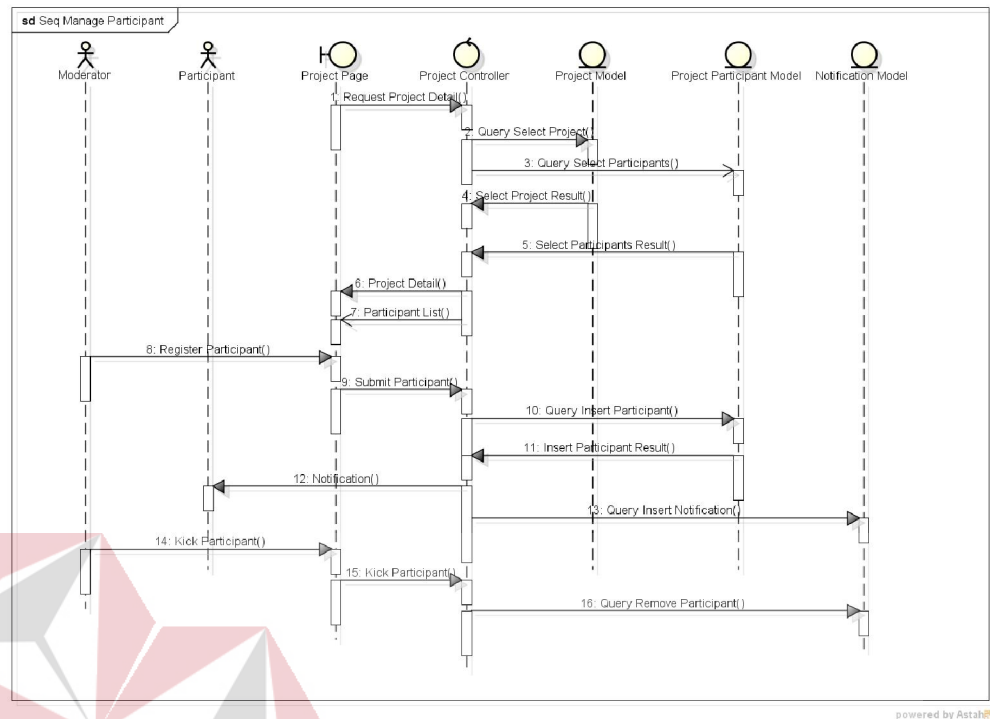 sd Seq Manage Participant
Moderator
Participant
Project Page
Project Controller
Project Model
Project Participant Model
Notification Model
1: Request Project Detail()
2: Query Select Project()
3: Query Select Participants()
4: Select Project Result()
5: Select Participants Result()
6: Project Detail()
7: Participant List()
8: Register Participant()
9: Submit Participant()
10: Query Insert Participant()
11: Insert Participant Result()
12: Notification()
13: Query Insert Notification()
14: Kick Participant()
15: Kick Participant()
16: Query Remove Participant()
powered by Astah